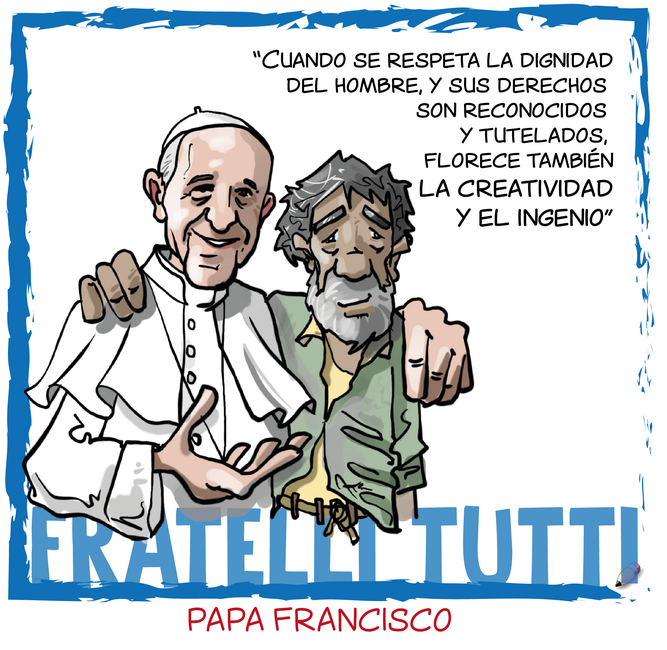 “CUANDO SE RESPETA LA DIGNIDAD
DEL HOMBRE, Y SUS DERECHOS
SON RECONOCIDOS
Y TUTELADOS,
FLORECE TAMBIÉN
LA CREATIVIDAD
Y EL INGENIO”
FRATELLI TUTTI
PAPA FRANCISCO